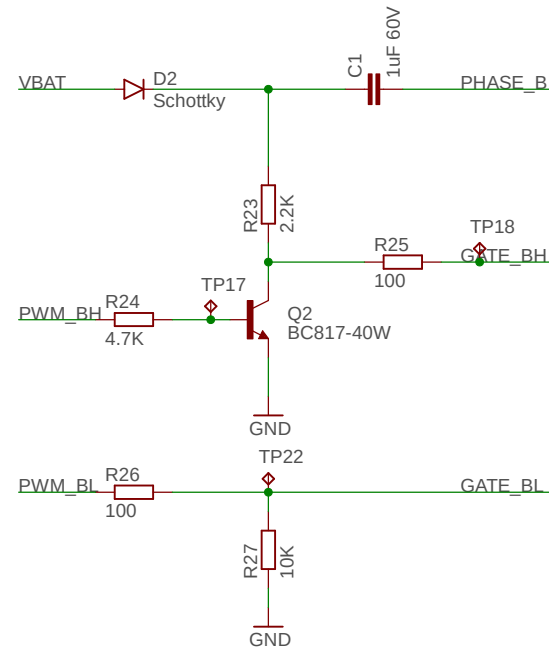 VBAT
D2
Schottky
C1
1uF 60V
PHASE_B
R23
2.2K
TP18
R25
100
GATE_BH
TP17
PWM_BH
R24
4.7K
Q2
BC817-40W
GND
TP22
PWM_BL
R26
100
GATE_BL
R27
10K
GND